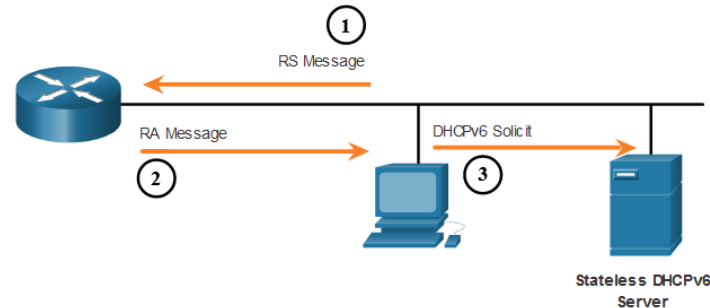 1
RS Message
RA Message
DHCPv6 Solicit
2
3
Stateless DHCPv6
Server